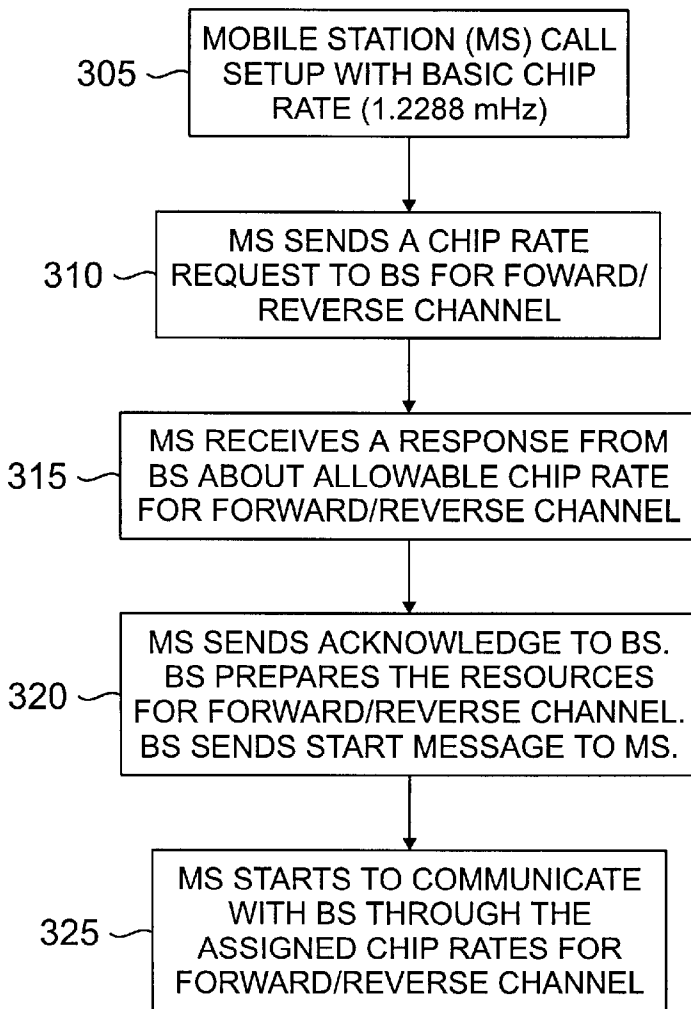 305
MOBILE STATION (MS) CALL
SETUP WITH BASIC CHIP
RATE (1.2288 mHz)
310
MS SENDS A CHIP RATE
REQUEST TO BS FOR FOWARD/
REVERSE CHANNEL
315
MS RECEIVES A RESPONSE FROM
BS ABOUT ALLOWABLE CHIP RATE
FOR FORWARD/REVERSE CHANNEL
320
MS SENDS ACKNOWLEDGE TO BS.
BS PREPARES THE RESOURCES
FOR FORWARD/REVERSE CHANNEL.
BS SENDS START MESSAGE TO MS.
325
MS STARTS TO COMMUNICATE
WITH BS THROUGH THE
ASSIGNED CHIP RATES FOR
FORWARD/REVERSE CHANNEL